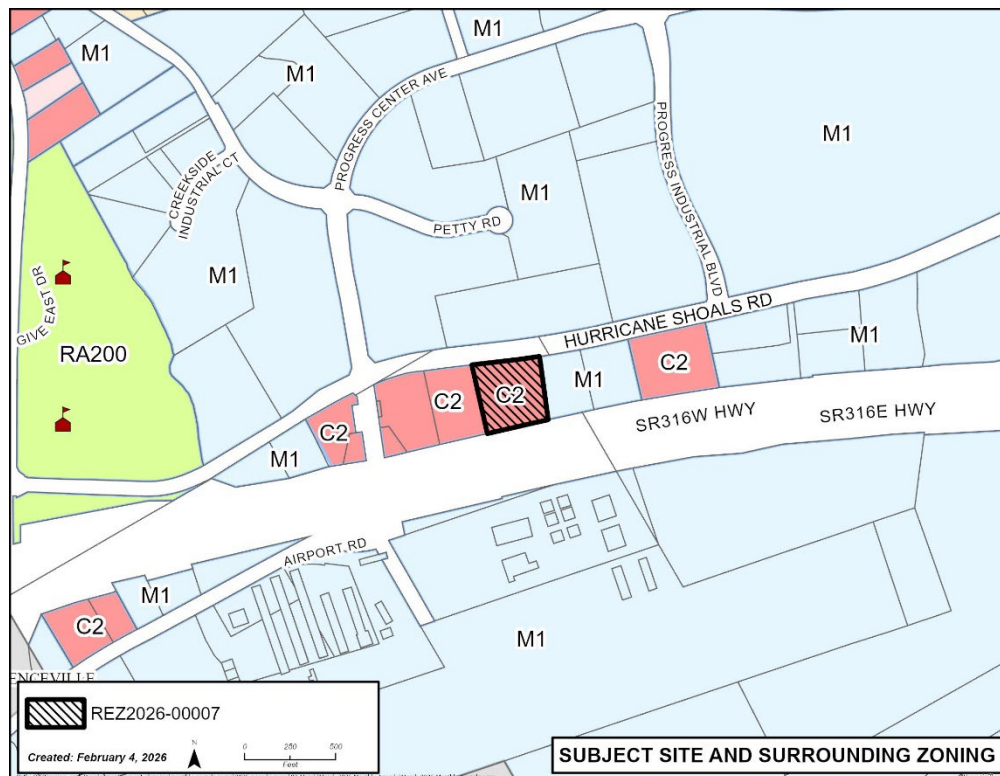 M1
M1
M1
PROGRESS CENTER AVE
PROGRESS INDUSTRIAL BLVD
M1
CREEKSIDE
INDUSTRIAL CT
M1
PETTY RD
M1
GIVE EAST DR
RA200
HURRICANE SHOALS RD
M1
C2
C2
C2
M1
C2
M1
SR316W HWY
SR316E HWY
AIRPORT RD
M1
C2
M1
ENCEVILLE
REZ2026-00007
Created: February 4, 2026
N
0 250 500
Feet
SUBJECT SITE AND SURROUNDING ZONING